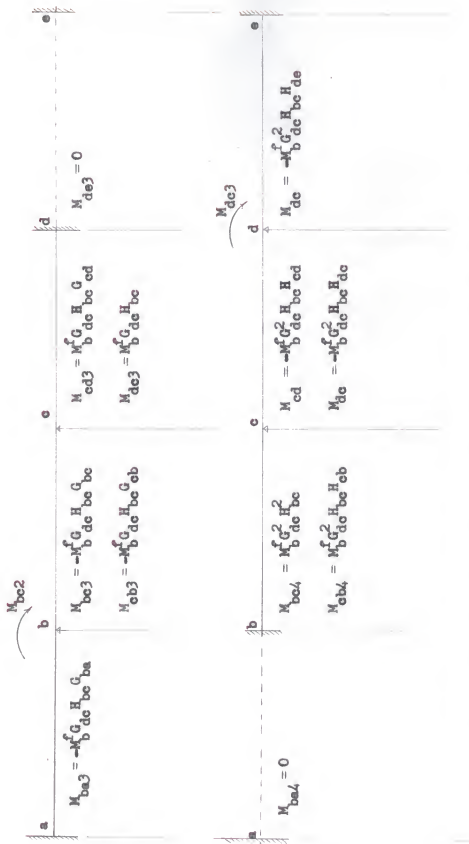 M_bc2
a b c d e
M_ba3 = -M_b^f G_dc H_bc G_ba
M_bc3 = -M_b^f G_dc H_bc G_bc
M_cb3 = -M_b^f G_dc H_bc G_cb
M_cd3 = M_b^f G_dc H_bc G_cd
M_dc3 = M_b^f G_dc H_bc
M_de3 = 0
M_dc3
a b c d e
M_ba4 = 0
M_bc4 = M_b^f G_dc^2 H_bc^2
M_cb4 = M_b^f G_dc^2 H_bc H_cb
M_cd = -M_b^f G_dc^2 H_bc H_cd
M_dc = -M_b^f G_dc^2 H_bc H_dc
M_dc = -M_b^f G_dc^2 H_bc H_de